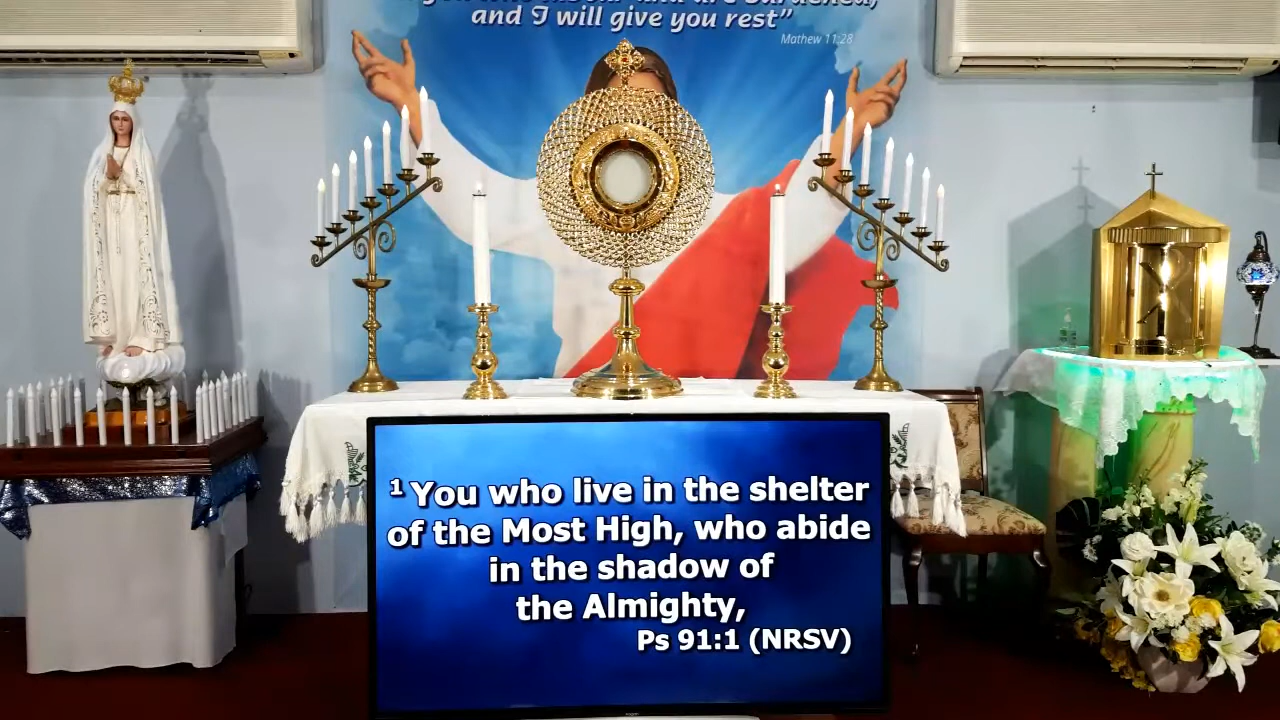 and I will give you rest”
Mathew 11:28
1 You who live in the shelter
of the Most High, who abide
in the shadow of
the Almighty,
Ps 91:1 (NRSV)